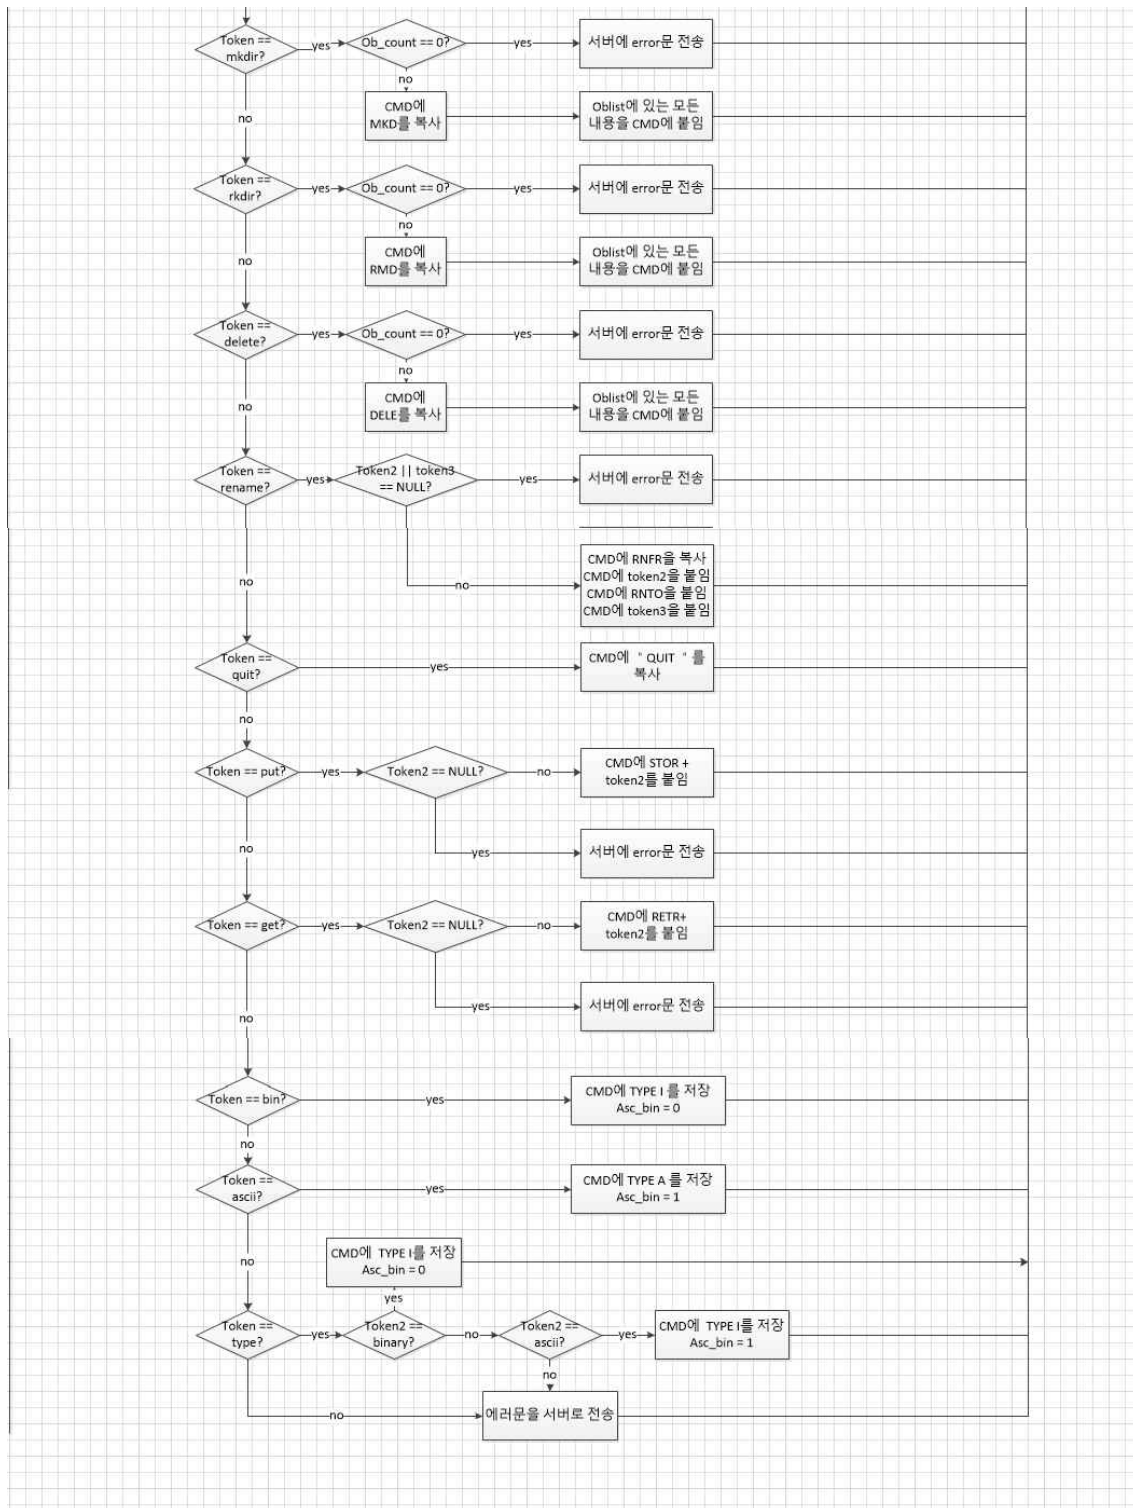 Token ==
mkdir?
yes
Ob_count == 0?
yes
서버에 error문 전송
no
CMD에
MKD를 복사
Oblist에 있는 모든
내용을 CMD에 붙임
no
Token ==
rkdir?
yes
Ob_count == 0?
yes
서버에 error문 전송
no
CMD에
RMD를 복사
Oblist에 있는 모든
내용을 CMD에 붙임
no
Token ==
delete?
yes
Ob_count == 0?
yes
서버에 error문 전송
no
CMD에
DELE를 복사
Oblist에 있는 모든
내용을 CMD에 붙임
no
Token ==
rename?
yes
Token2 || token3
== NULL?
yes
서버에 error문 전송
no
no
CMD에 RNFR을 복사
CMD에 token2을 붙임
CMD에 RNTO을 붙임
CMD에 token3을 붙임
Token ==
quit?
yes
CMD에 " QUIT " 를
복사
no
Token == put?
yes
Token2 == NULL?
no
CMD에 STOR +
token2를 붙임
no
yes
서버에 error문 전송
Token == get?
yes
Token2 == NULL?
no
CMD에 RETR+
token2를 붙임
yes
서버에 error문 전송
no
Token == bin?
yes
CMD에 TYPE I 를 저장
Asc_bin = 0
no
Token ==
ascii?
yes
CMD에 TYPE A 를 저장
Asc_bin = 1
no
CMD에 TYPE I를 저장
Asc_bin = 0
yes
Token ==
type?
yes
Token2 ==
binary?
no
Token2 ==
ascii?
yes
CMD에 TYPE I를 저장
Asc_bin = 1
no
no
에러문을 서버로 전송